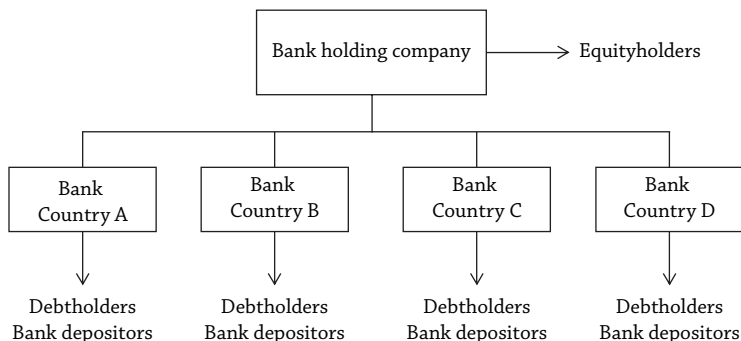 Bank holding company
Equityholders
Bank
Country A
Bank
Country B
Bank
Country C
Bank
Country D
Debtholders
Bank depositors
Debtholders
Bank depositors
Debtholders
Bank depositors
Debtholders
Bank depositors